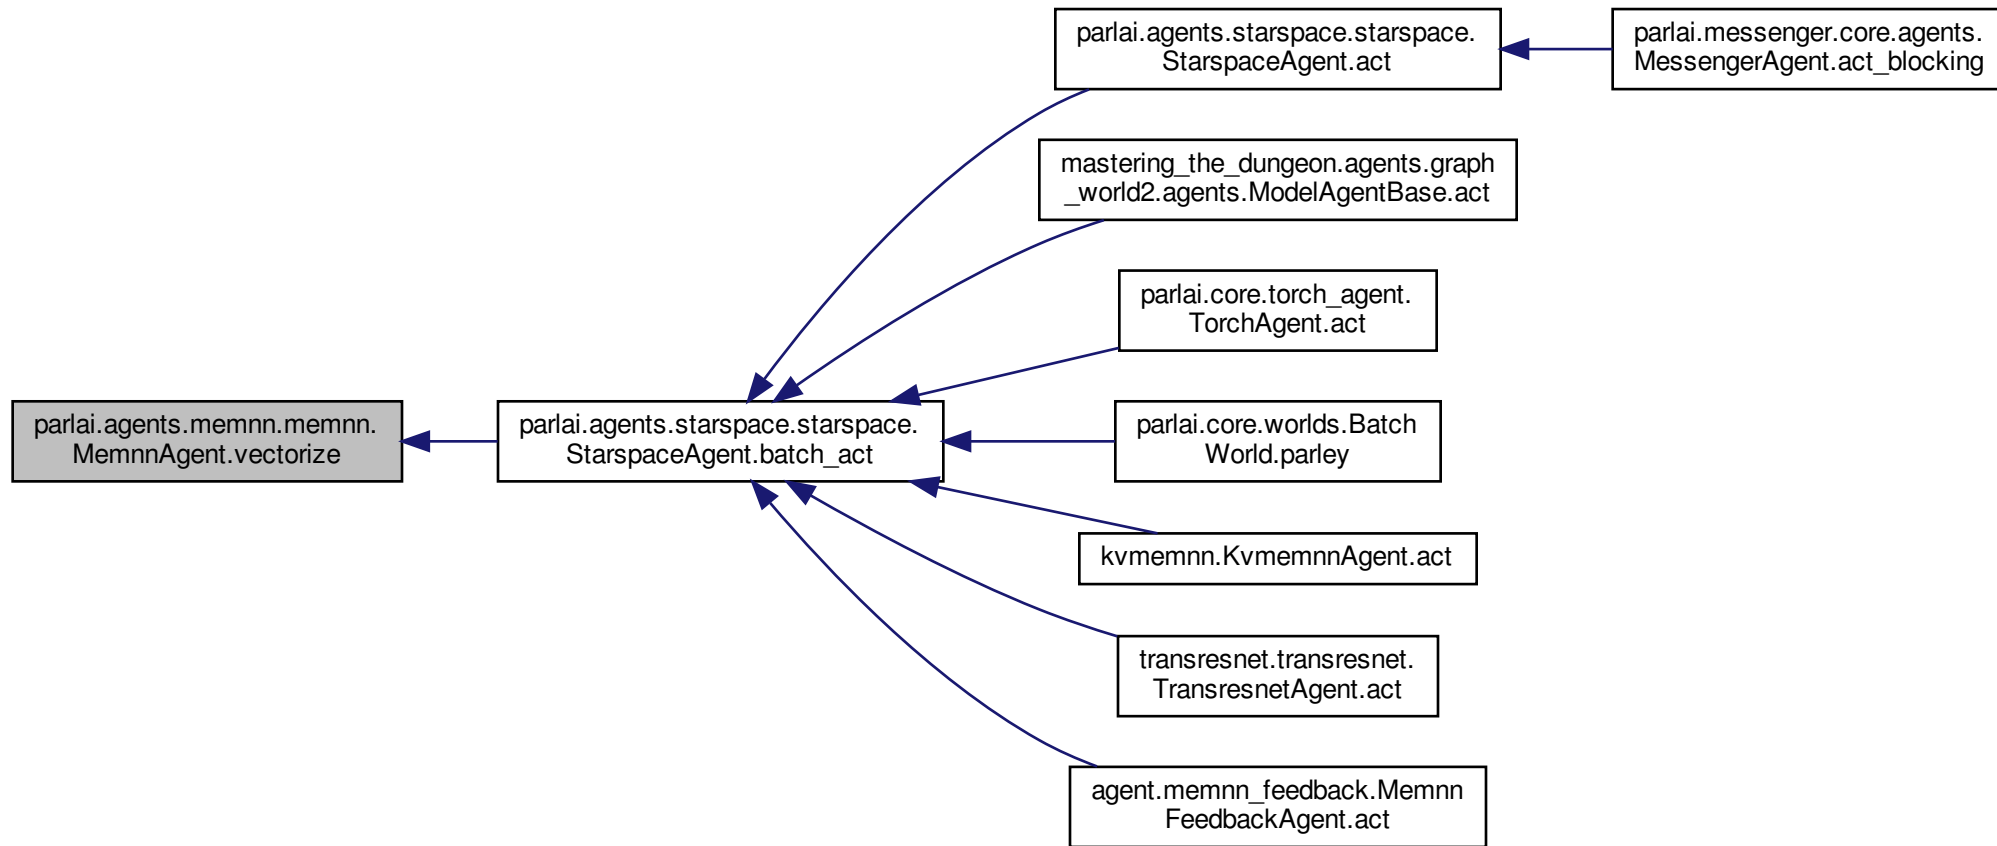 parlai.agents.starspace.starspace.
StarspaceAgent.act
parlai.messenger.core.agents.
MessengerAgent.act_blocking
mastering_the_dungeon.agents.graph
_world2.agents.ModelAgentBase.act
parlai.core.torch_agent.
TorchAgent.act
parlai.agents.memnn.memnn.
MemnnAgent.vectorize
parlai.agents.starspace.starspace.
StarspaceAgent.batch_act
parlai.core.worlds.Batch
World.parley
kvmemnn.KvmemnnAgent.act
transresnet.transresnet.
TransresnetAgent.act
agent.memnn_feedback.Memnn
FeedbackAgent.act